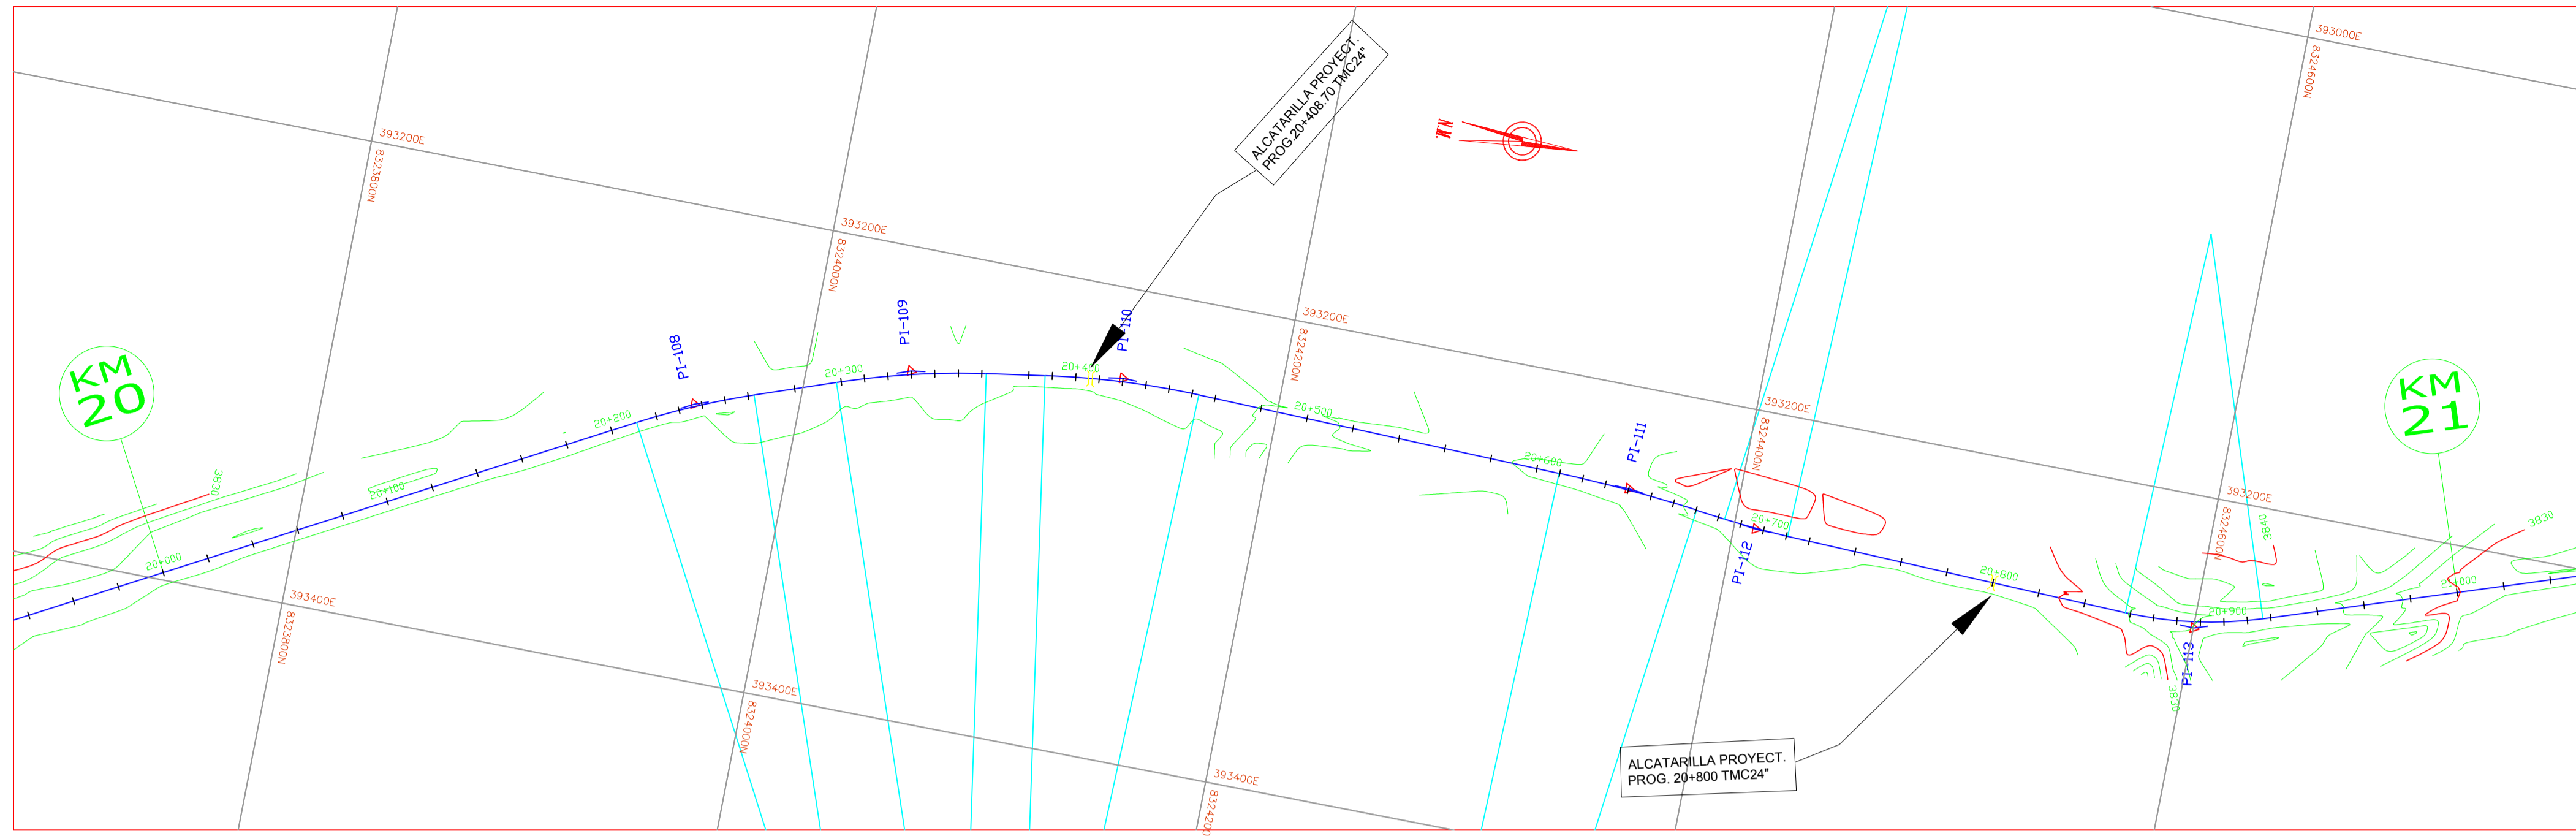 393000E
8324600N
393200E
8323800N
ALCATARILLA PROYECT.
PROG.20+408.70 TMC24"
N.M.
393200E
8324000N
393200E
8324200N
393200E
8324400N
393200E
8324600N
KM
20
KM
21
PI-108
PI-109
PI-110
PI-111
PI-112
PI-113
3830
20+000
20+100
20+200
20+300
20+400
20+500
20+600
20+700
20+800
20+900
21+000
3840
3830
3830
393400E
8323800N
393400E
8324000N
393400E
8324200
ALCATARILLA PROYECT.
PROG. 20+800 TMC24"